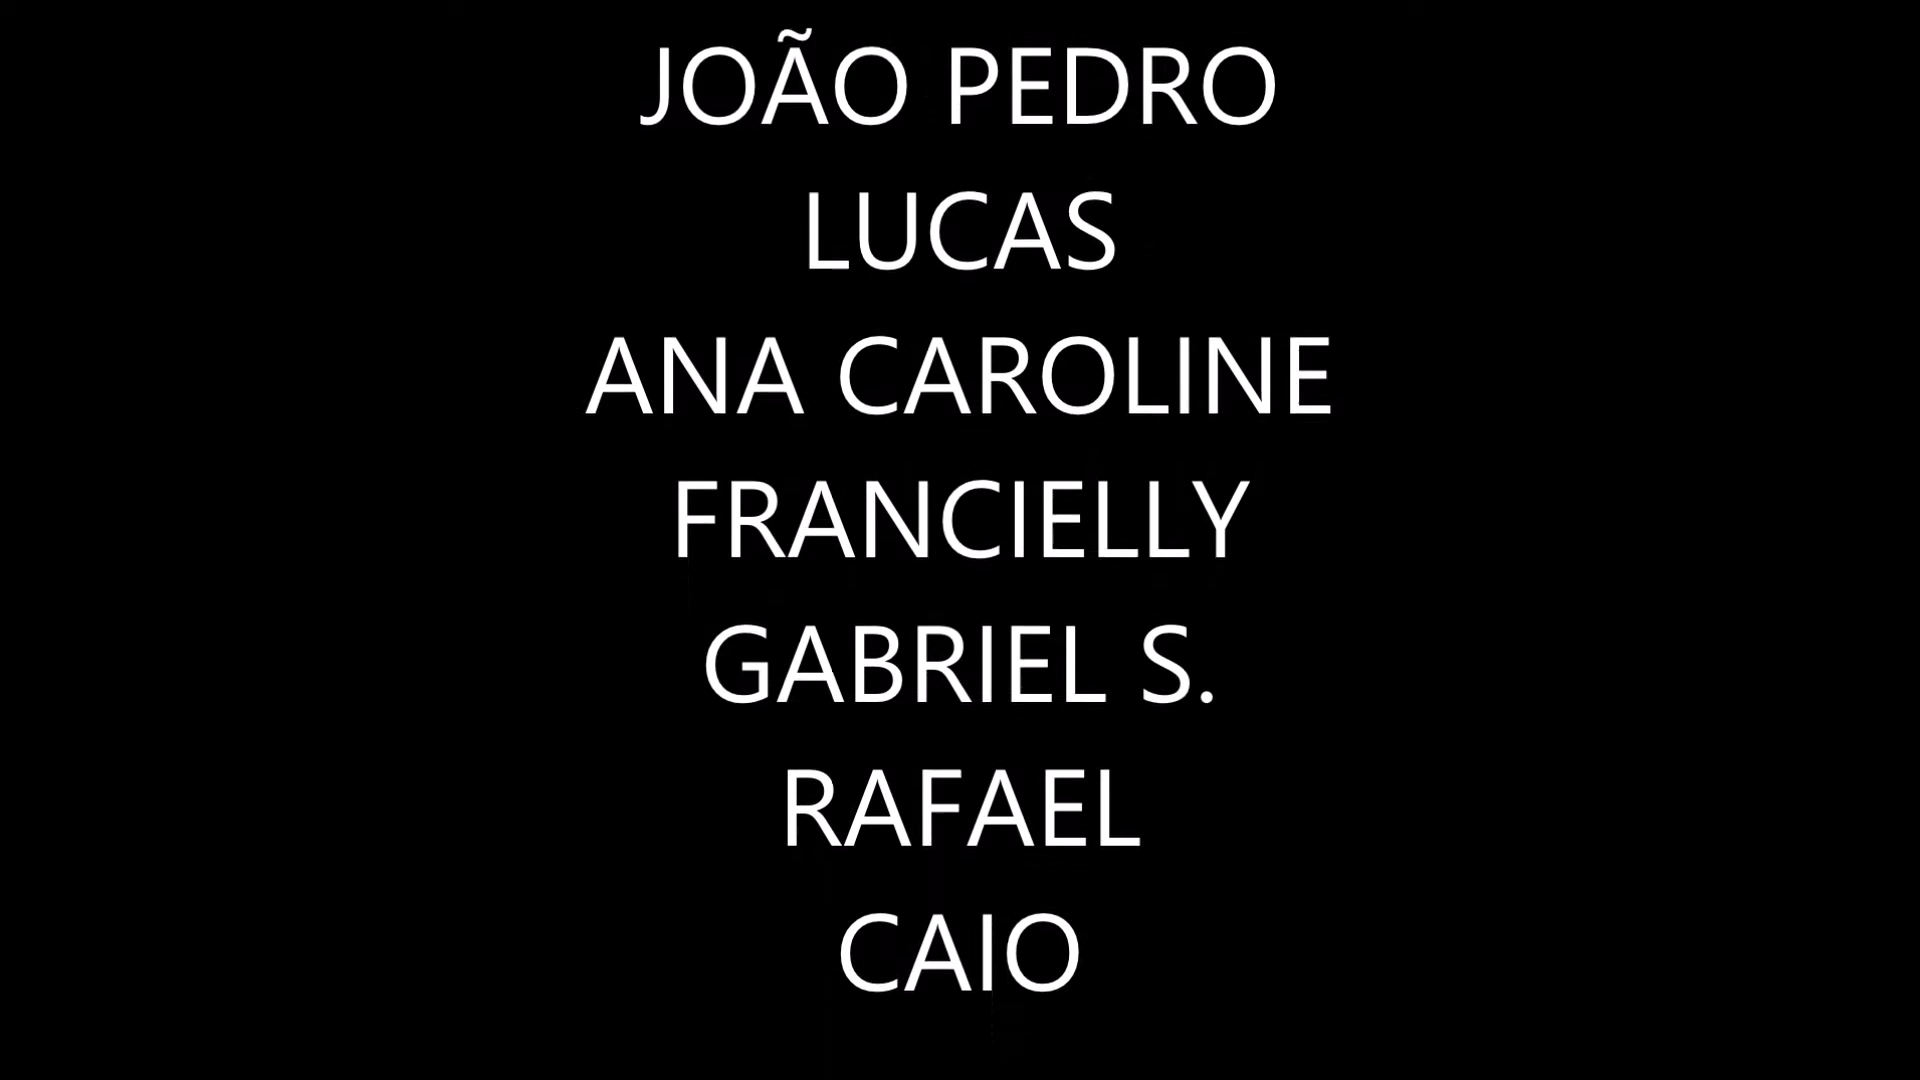 JOÃO PEDRO
LUCAS
ANA CAROLINE
FRANCIELLY
GABRIEL S.
RAFAEL
CAIO